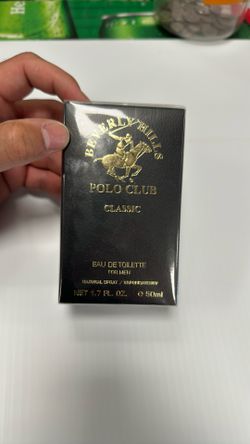 BEVERLY HILLS
POLO CLUB
CLASSIC
EAU DE TOILETTE
FOR MEN
NATURAL SPRAY / VAPORISATEUR
NET 1.7 FL. OZ. ℮ 50ml